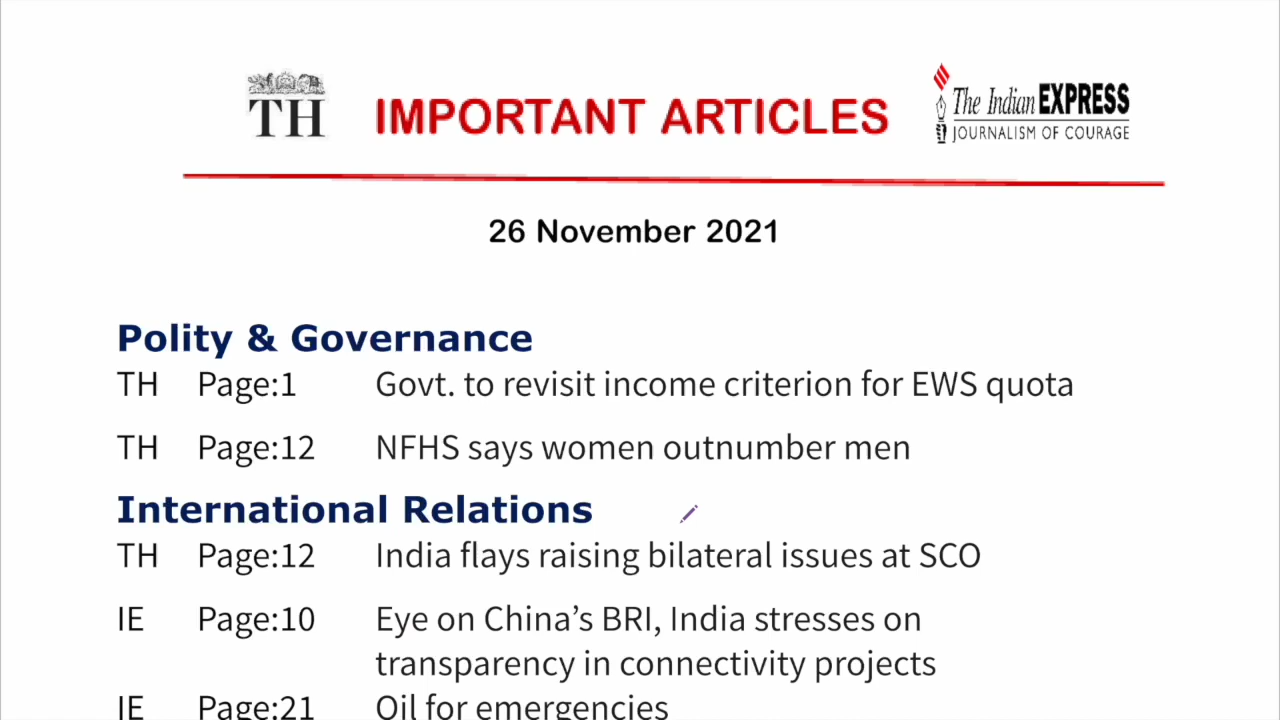 TH IMPORTANT ARTICLES The Indian EXPRESS
JOURNALISM OF COURAGE
26 November 2021
Polity & Governance
TH Page:1 Govt. to revisit income criterion for EWS quota
TH Page:12 NFHS says women outnumber men
International Relations
TH Page:12 India flays raising bilateral issues at SCO
IE Page:10 Eye on China’s BRI, India stresses on
transparency in connectivity projects
IE Page:21 Oil for emergencies